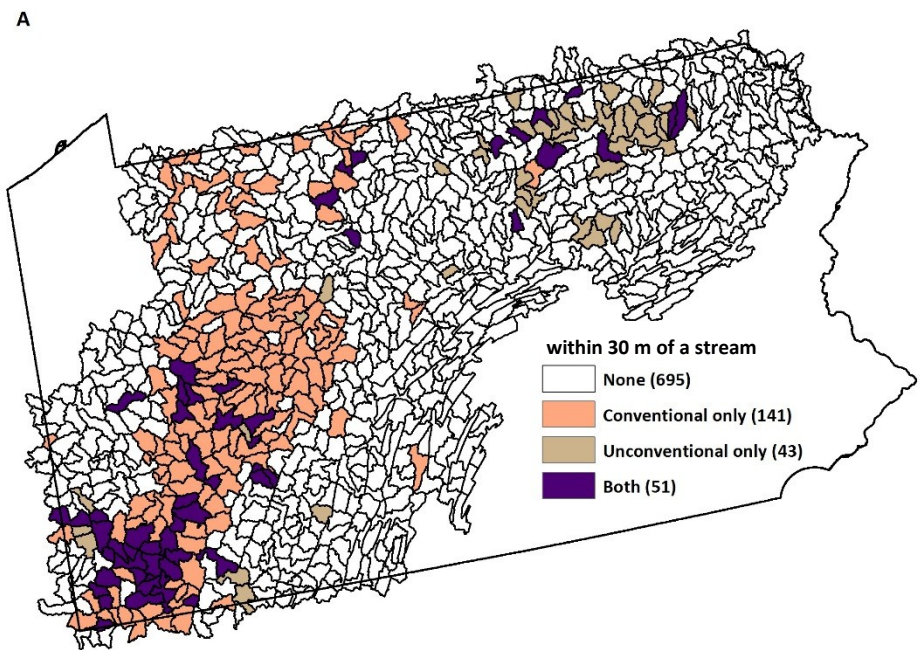 A
within 30 m of a stream
None (695)
Conventional only (141)
Unconventional only (43)
Both (51)